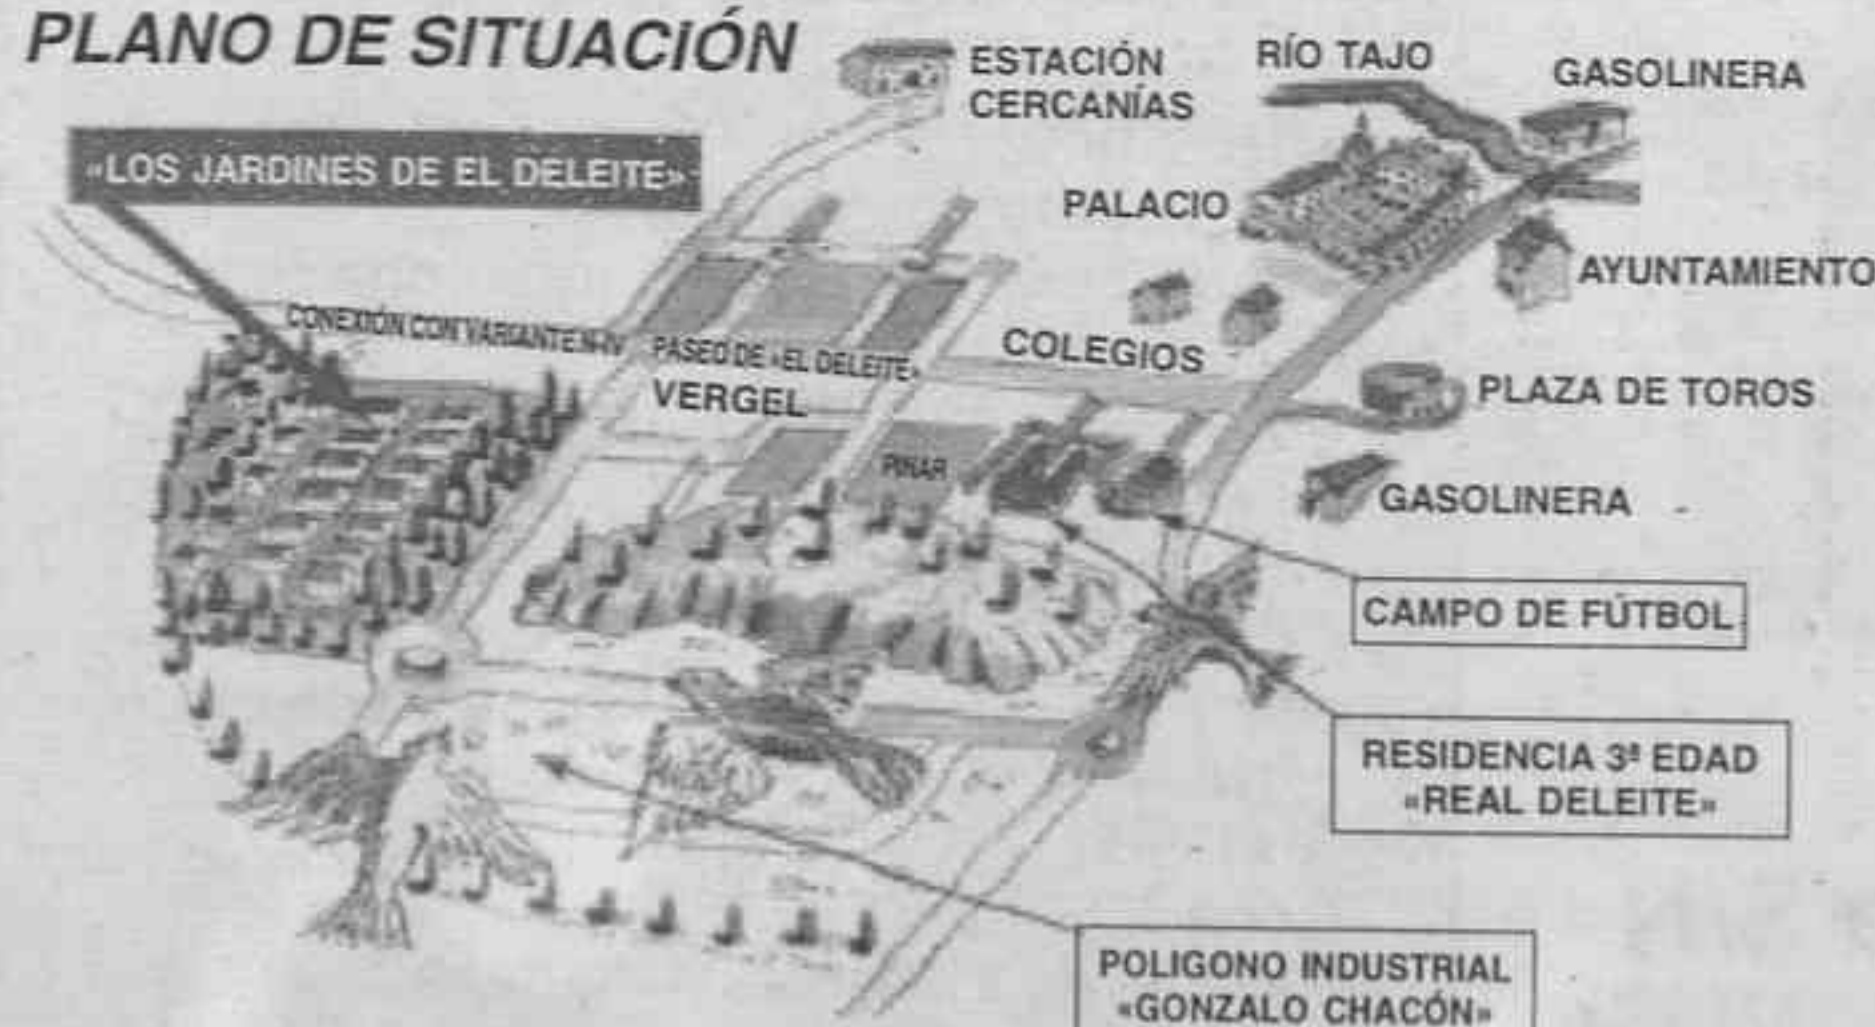 PLANO DE SITUACIÓN
ESTACIÓN
CERCANÍAS
RÍO TAJO
GASOLINERA
«LOS JARDINES DE EL DELEITE»
PALACIO
AYUNTAMIENTO
CONEXIÓN CON VARIANTE N-IV
PASEO DE «EL DELEITE»
VERGEL
COLEGIOS
PLAZA DE TOROS
PINAR
GASOLINERA
CAMPO DE FÚTBOL
RESIDENCIA 3ª EDAD
«REAL DELEITE»
POLIGONO INDUSTRIAL
«GONZALO CHACÓN»